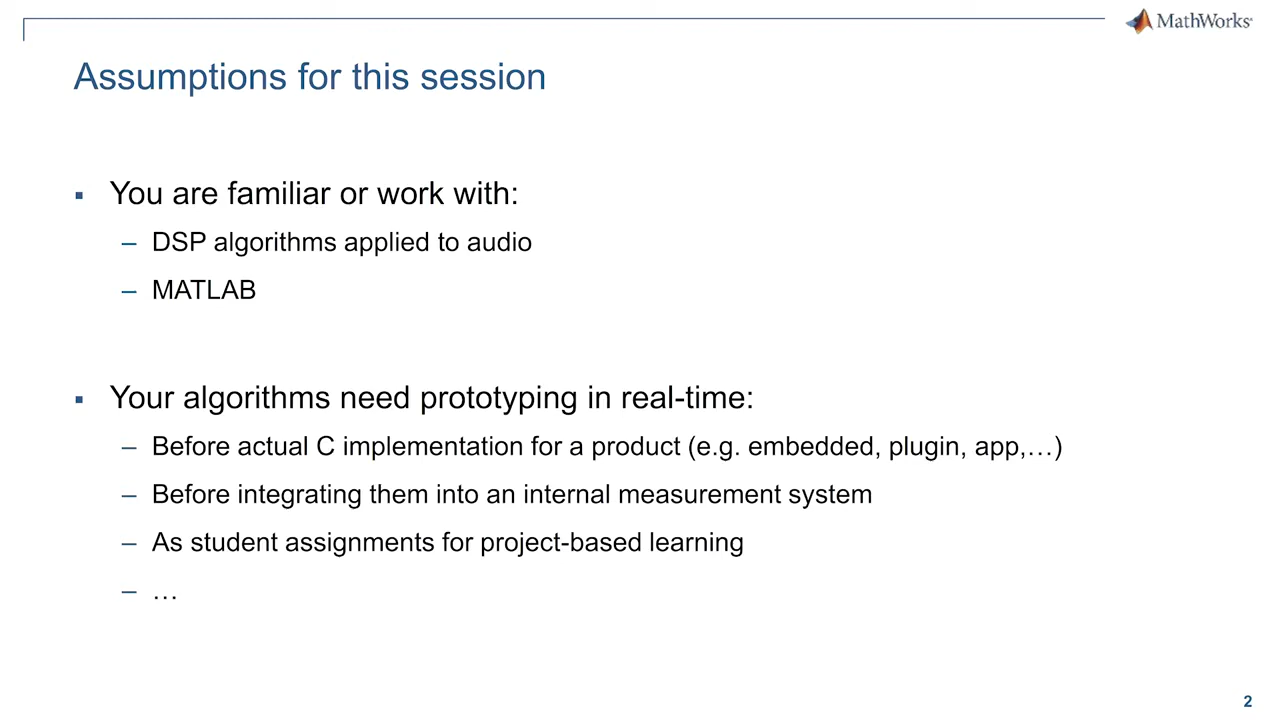 MathWorks
Assumptions for this session
▪ You are familiar or work with:
– DSP algorithms applied to audio
– MATLAB
▪ Your algorithms need prototyping in real-time:
– Before actual C implementation for a product (e.g. embedded, plugin, app,…)
– Before integrating them into an internal measurement system
– As student assignments for project-based learning
– …
2